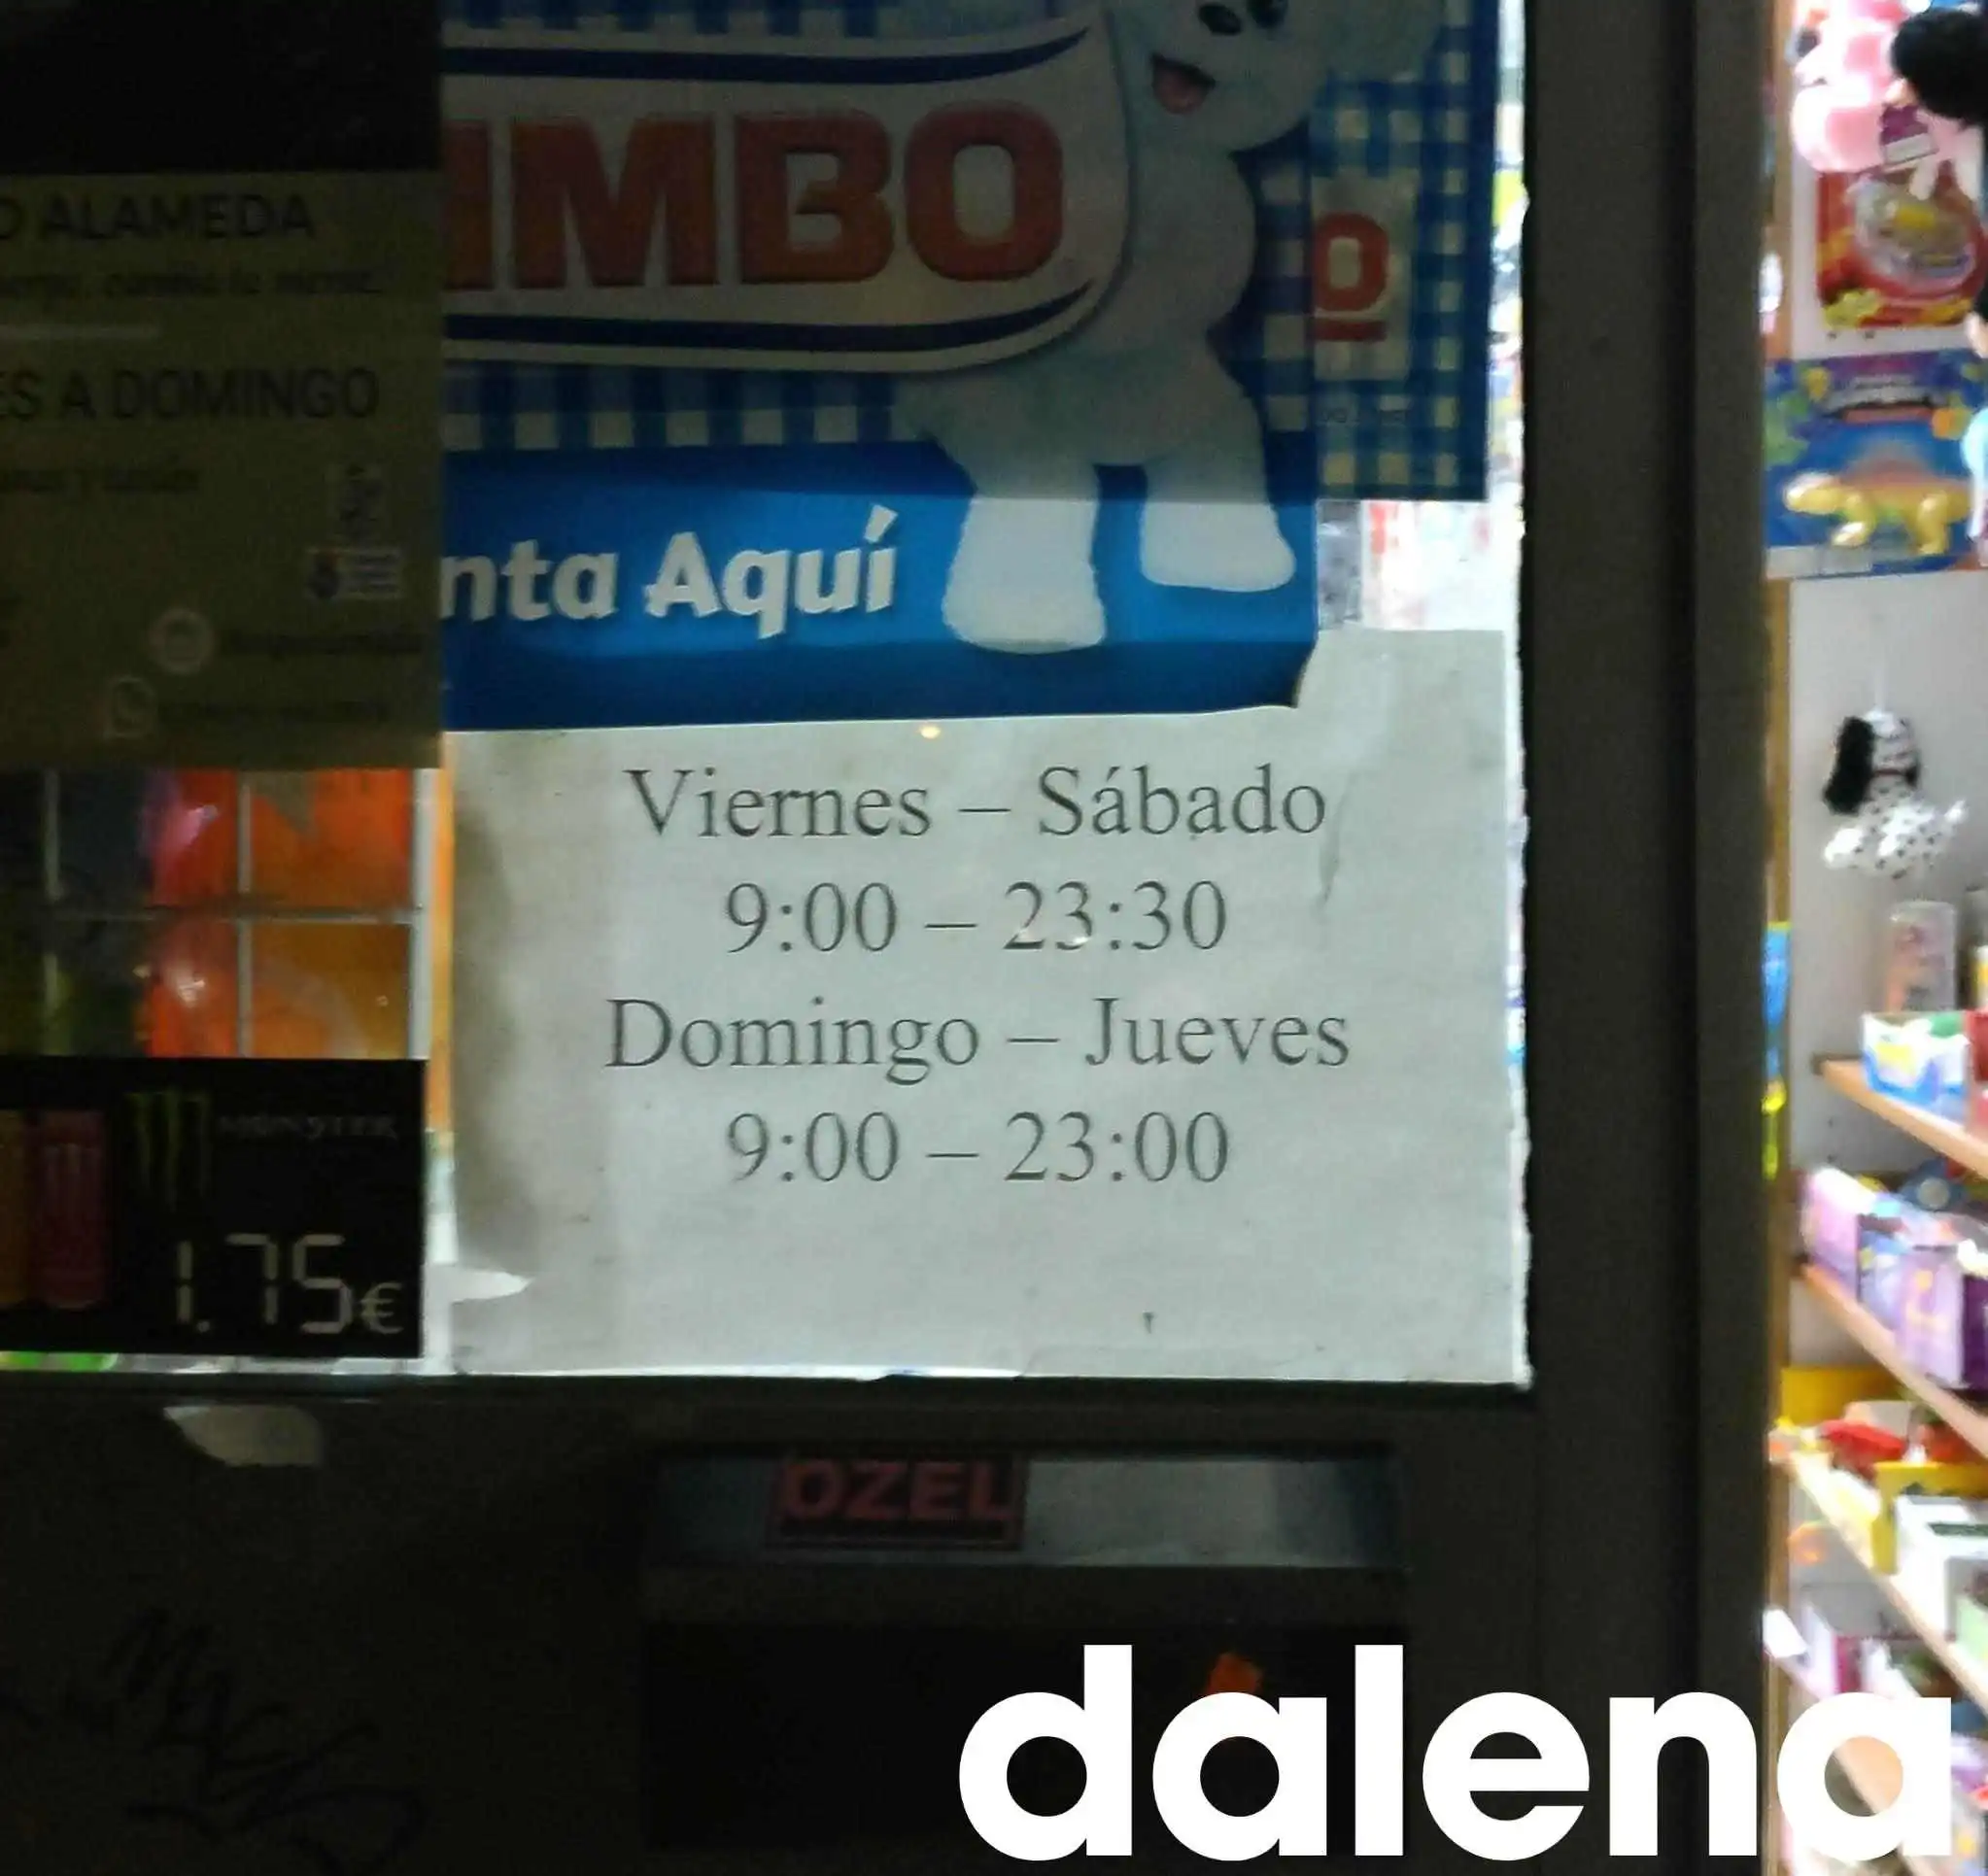 ALAMEDA
A DOMINGO
IMBO
O
nta Aquí
Viernes – Sábado
9:00 – 23:30
Domingo – Jueves
9:00 – 23:00
MONSTER
1.75€
OZEL
dalena